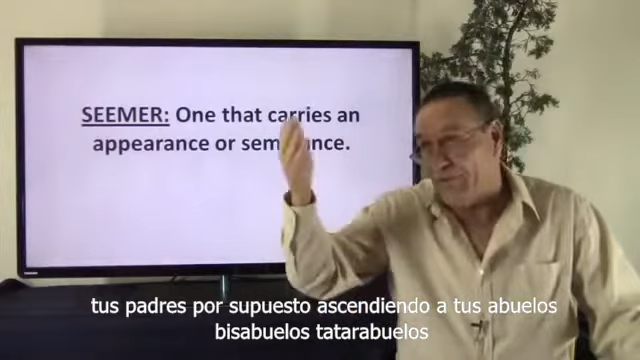 SEEMER: One that carries an
appearance or
tus padres por supuesto ascendiendo a tus abuelos
bisabuelos tatarabuelos